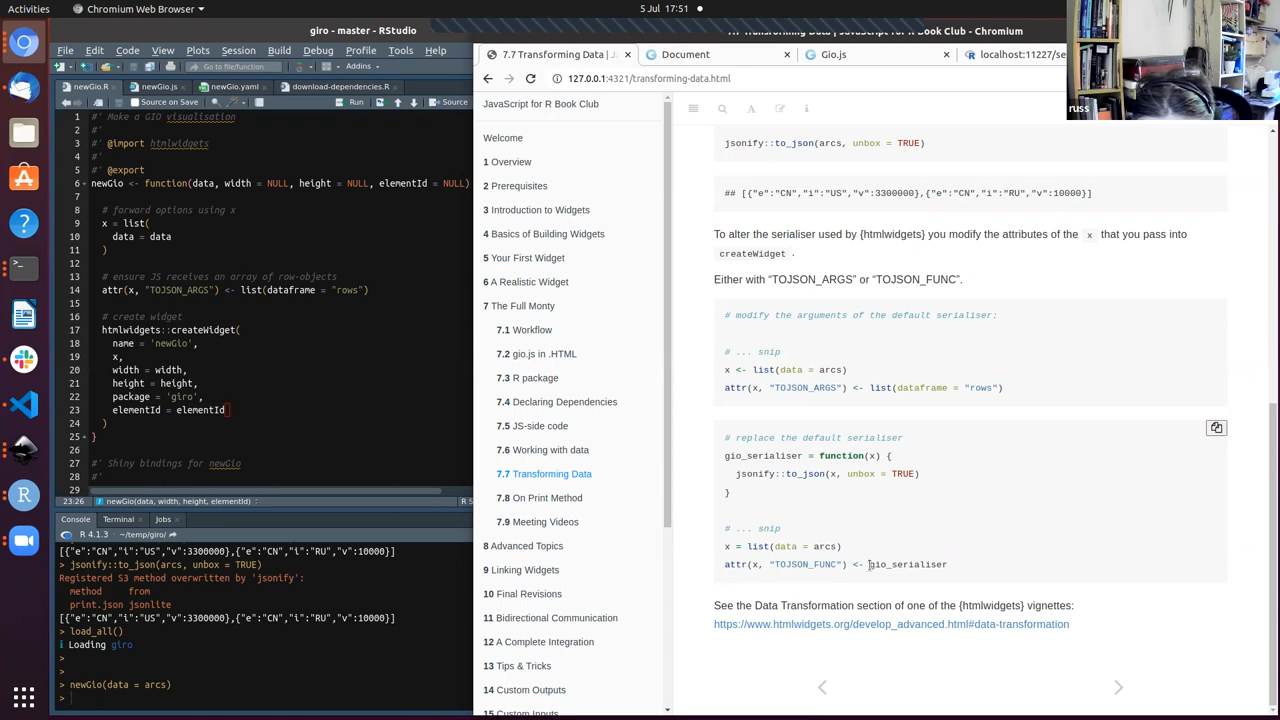 Activities
Chromium Web Browser
5 Jul 17:51
giro - master - RStudio
File Edit Code View Plots Session Build Debug Profile Tools Help
Go to file/function
Addins
newGio.R
newGio.js
newGio.yaml
download-dependencies.R
Source on Save
Run
Source
1 #' Make a GIO visualisation
2 #'
3 #' @import htmlwidgets
4 #'
5 #' @export
6 newGio <- function(data, width = NULL, height = NULL, elementId = NULL)
7
8 # forward options using x
9 x = list(
10 data = data
11 )
12
13 # ensure JS receives an array of row-objects
14 attr(x, "TOJSON_ARGS") <- list(dataframe = "rows")
15
16 # create widget
17 htmlwidgets::createWidget(
18 name = 'newGio',
19 x,
20 width = width,
21 height = height,
22 package = 'giro',
23 elementId = elementId
24 )
25 }
26
27 #' Shiny bindings for newGio
28 #'
29
23:26
newGio(data, width, height, elementId)
R S
Console Terminal Jobs
R 4.1.3 · ~/temp/giro/
[{"e":"CN","i":"US","v":3300000},{"e":"CN","i":"RU","v":10000}]
> jsonify::to_json(arcs, unbox = TRUE)
Registered S3 method overwritten by 'jsonify':
method from
print.json jsonlite
[{"e":"CN","i":"US","v":3300000},{"e":"CN","i":"RU","v":10000}]
> load_all()
ℹ Loading giro
>
>
> newGio(data = arcs)
>
7.7 Transforming Data | JavaScript for R Book Club - Chromium
7.7 Transforming Data | J
Document
Gio.js
localhost:11227/se
127.0.0.1:4321/transforming-data.html
russ
JavaScript for R Book Club
Welcome
1 Overview
2 Prerequisites
3 Introduction to Widgets
4 Basics of Building Widgets
5 Your First Widget
6 A Realistic Widget
7 The Full Monty
7.1 Workflow
7.2 gio.js in .HTML
7.3 R package
7.4 Declaring Dependencies
7.5 JS-side code
7.6 Working with data
7.7 Transforming Data
7.8 On Print Method
7.9 Meeting Videos
8 Advanced Topics
9 Linking Widgets
10 Final Revisions
11 Bidirectional Communication
12 A Complete Integration
13 Tips & Tricks
14 Custom Outputs
15 Custom Inputs
jsonify::to_json(arcs, unbox = TRUE)
## [{"e":"CN","i":"US","v":3300000},{"e":"CN","i":"RU","v":10000}]
To alter the serialiser used by {htmlwidgets} you modify the attributes of the x that you pass into
createWidget .
Either with “TOJSON_ARGS” or “TOJSON_FUNC”.
# modify the arguments of the default serialiser:
# ... snip
x <- list(data = arcs)
attr(x, "TOJSON_ARGS") <- list(dataframe = "rows")
# replace the default serialiser
gio_serialiser = function(x) {
jsonify::to_json(x, unbox = TRUE)
}
# ... snip
x = list(data = arcs)
attr(x, "TOJSON_FUNC") <- gio_serialiser
See the Data Transformation section of one of the {htmlwidgets} vignettes:
https://www.htmlwidgets.org/develop_advanced.html#data-transformation